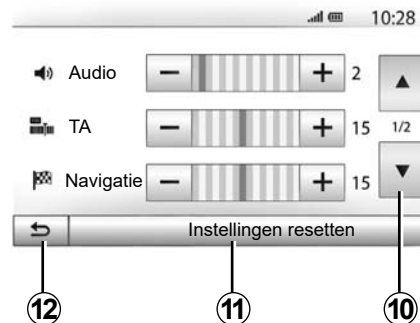 10:28
Audio − + 2 ▲
TA − + 15 1/2
Navigatie − + 15 ▼
Instellingen resetten
12 11 10